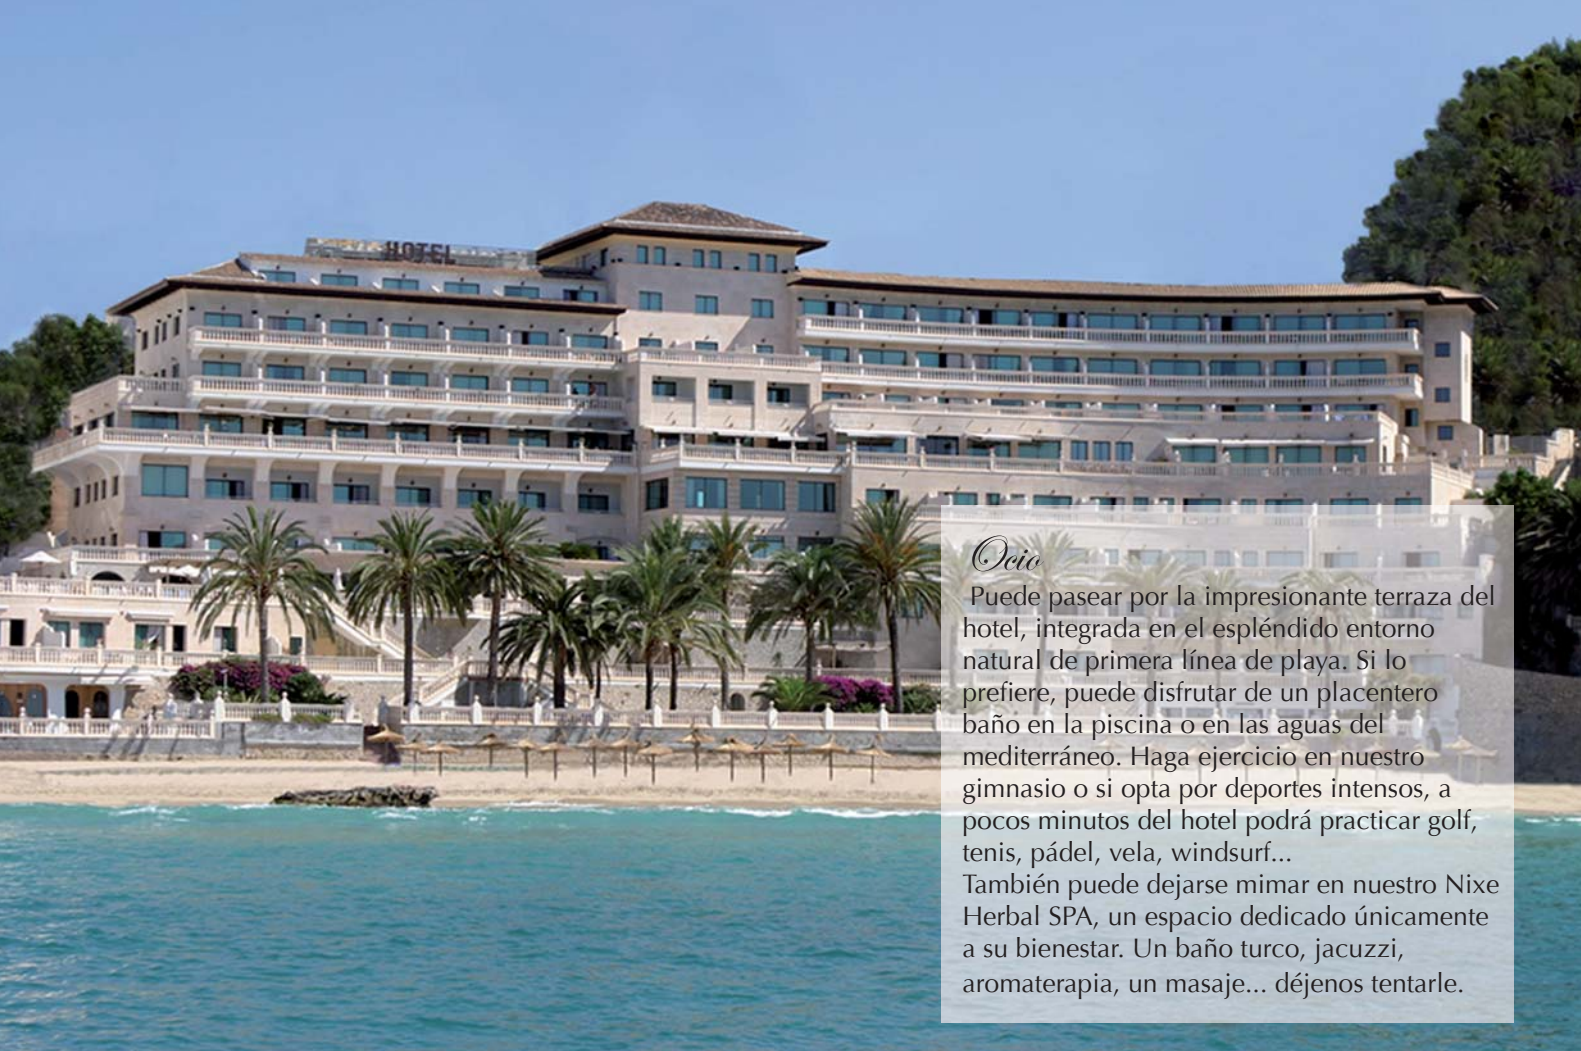 HOTEL
Ocio
Puede pasear por la impresionante terraza del
hotel, integrada en el espléndido entorno
natural de primera línea de playa. Si lo
prefiere, puede disfrutar de un placentero
baño en la piscina o en las aguas del
mediterráneo. Haga ejercicio en nuestro
gimnasio o si opta por deportes intensos, a
pocos minutos del hotel podrá practicar golf,
tenis, pádel, vela, windsurf...
También puede dejarse mimar en nuestro Nixe
Herbal SPA, un espacio dedicado únicamente
a su bienestar. Un baño turco, jacuzzi,
aromaterapia, un masaje... déjenos tentarle.